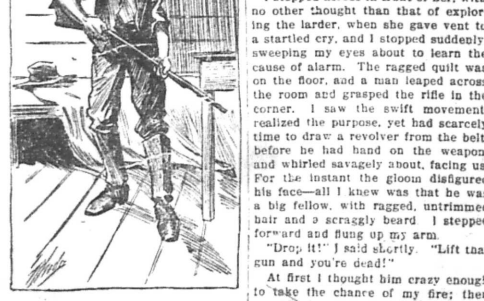 no other thought than that of explor
ing the larder, when she gave vent to
a startled cry, and I stopped suddenly
sweeping my eyes about to learn the
cause of alarm. The ragged quilt was
on the floor, and a man leaped across
the room and grasped the rifle in the
corner. I saw the swift movement
realized the purpose, yet had scarcely
time to draw a revolver from the belt
before he had hand on the weapon
and whirled savagely about, facing us
For the instant the gloom disfigured
his face—all I knew was that he was
a big fellow, with ragged, untrimmed
hair and a scraggly beard I stepped
forward and flung up my arm.
"Drop it!" I said shortly. "Lift that
gun and you're dead!"
At first I thought him crazy enough
to take the chance of my fire; then